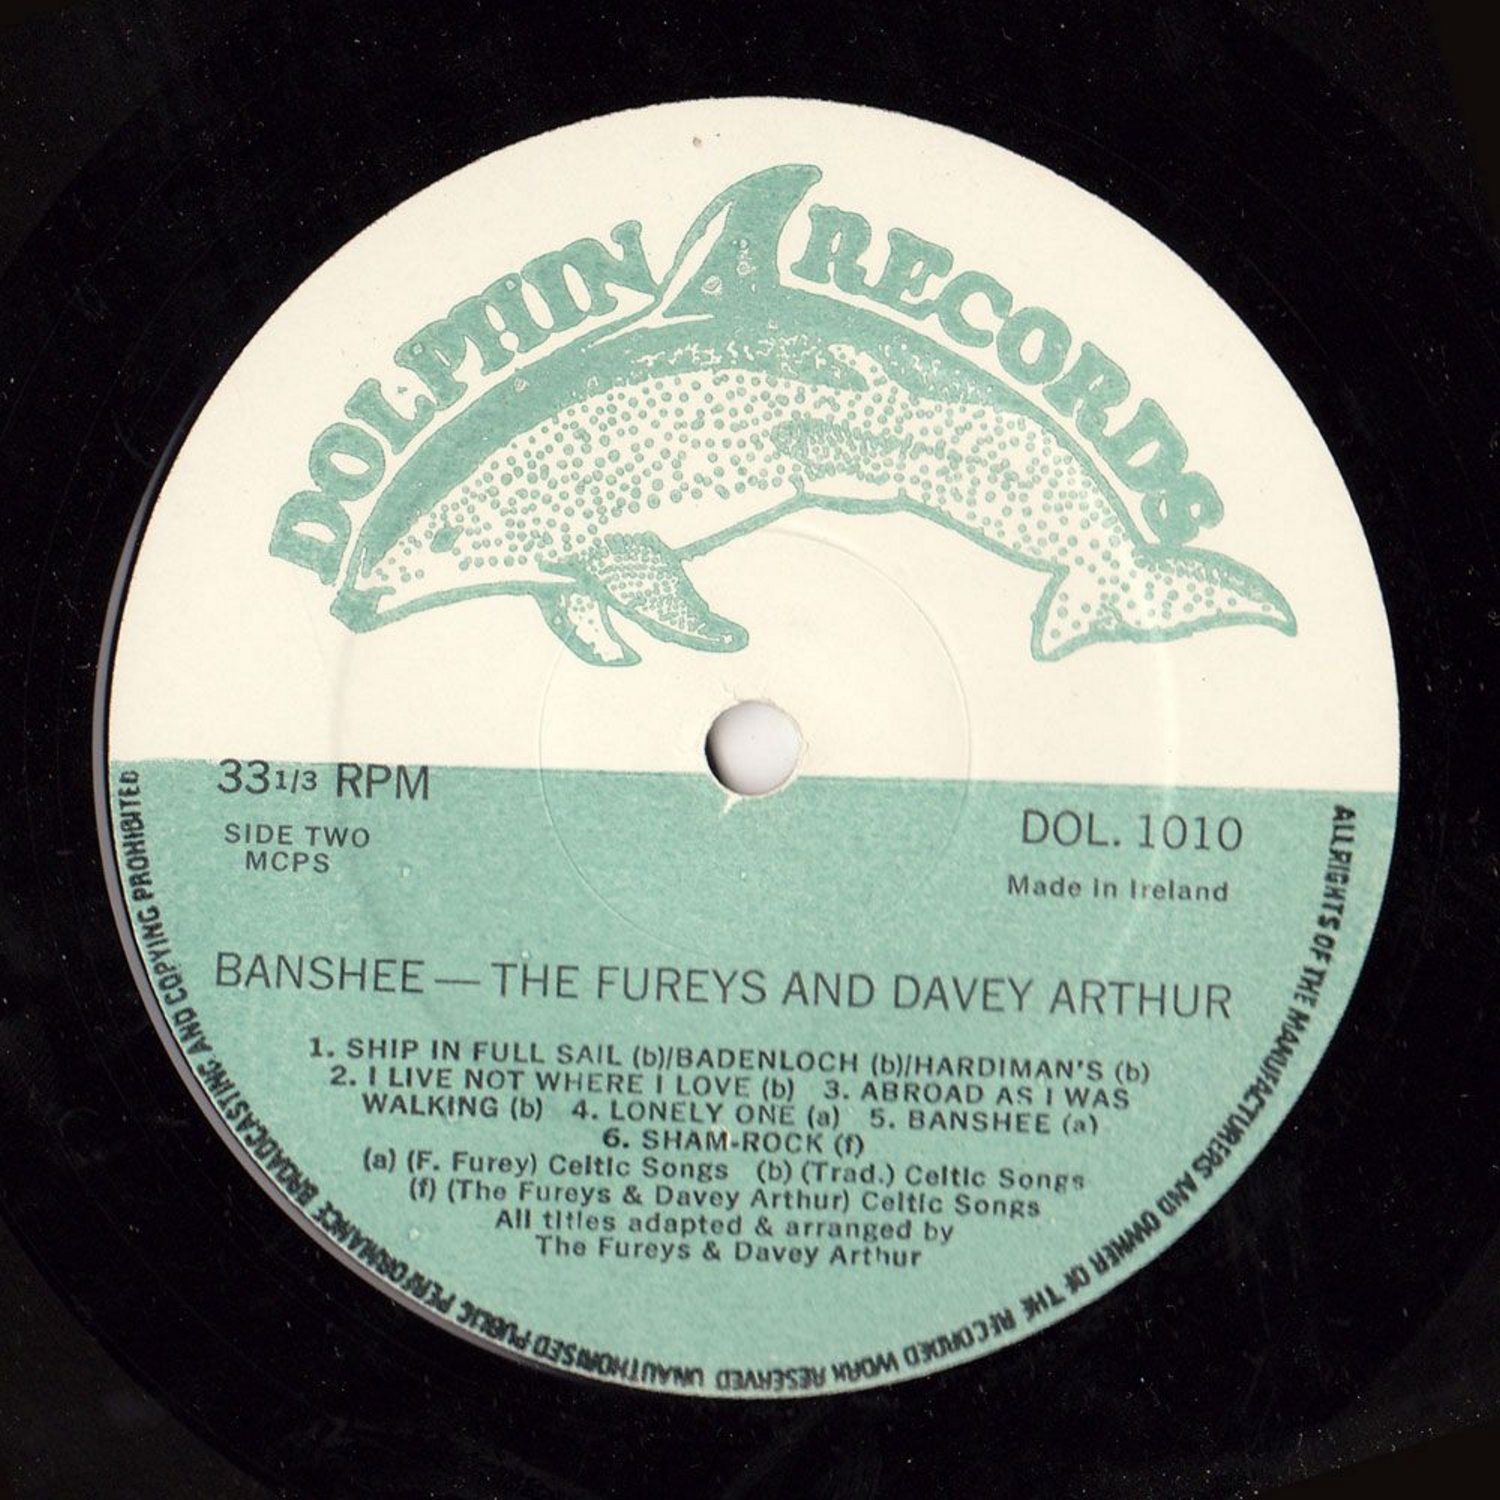 DOLPHIN RECORDS
33 1/3 RPM
SIDE TWO
MCPS
DOL. 1010
Made in Ireland
BANSHEE — THE FUREYS AND DAVEY ARTHUR
1. SHIP IN FULL SAIL (b)/BADENLOCH (b)/HARDIMAN'S (b)
2. I LIVE NOT WHERE I LOVE (b) 3. ABROAD AS I WAS
WALKING (b) 4. LONELY ONE (a) 5. BANSHEE (a)
6. SHAM-ROCK (f)
(a) (F. Furey) Celtic Songs (b) (Trad.) Celtic Songs
(f) (The Fureys & Davey Arthur) Celtic Songs
All titles adapted & arranged by
The Fureys & Davey Arthur
ALL RIGHTS OF THE MANUFACTURERS AND OWNER OF THE RECORDED WORK RESERVED UNAUTHORISED PUBLIC PERFORMANCE BROADCASTING AND COPYING PROHIBITED